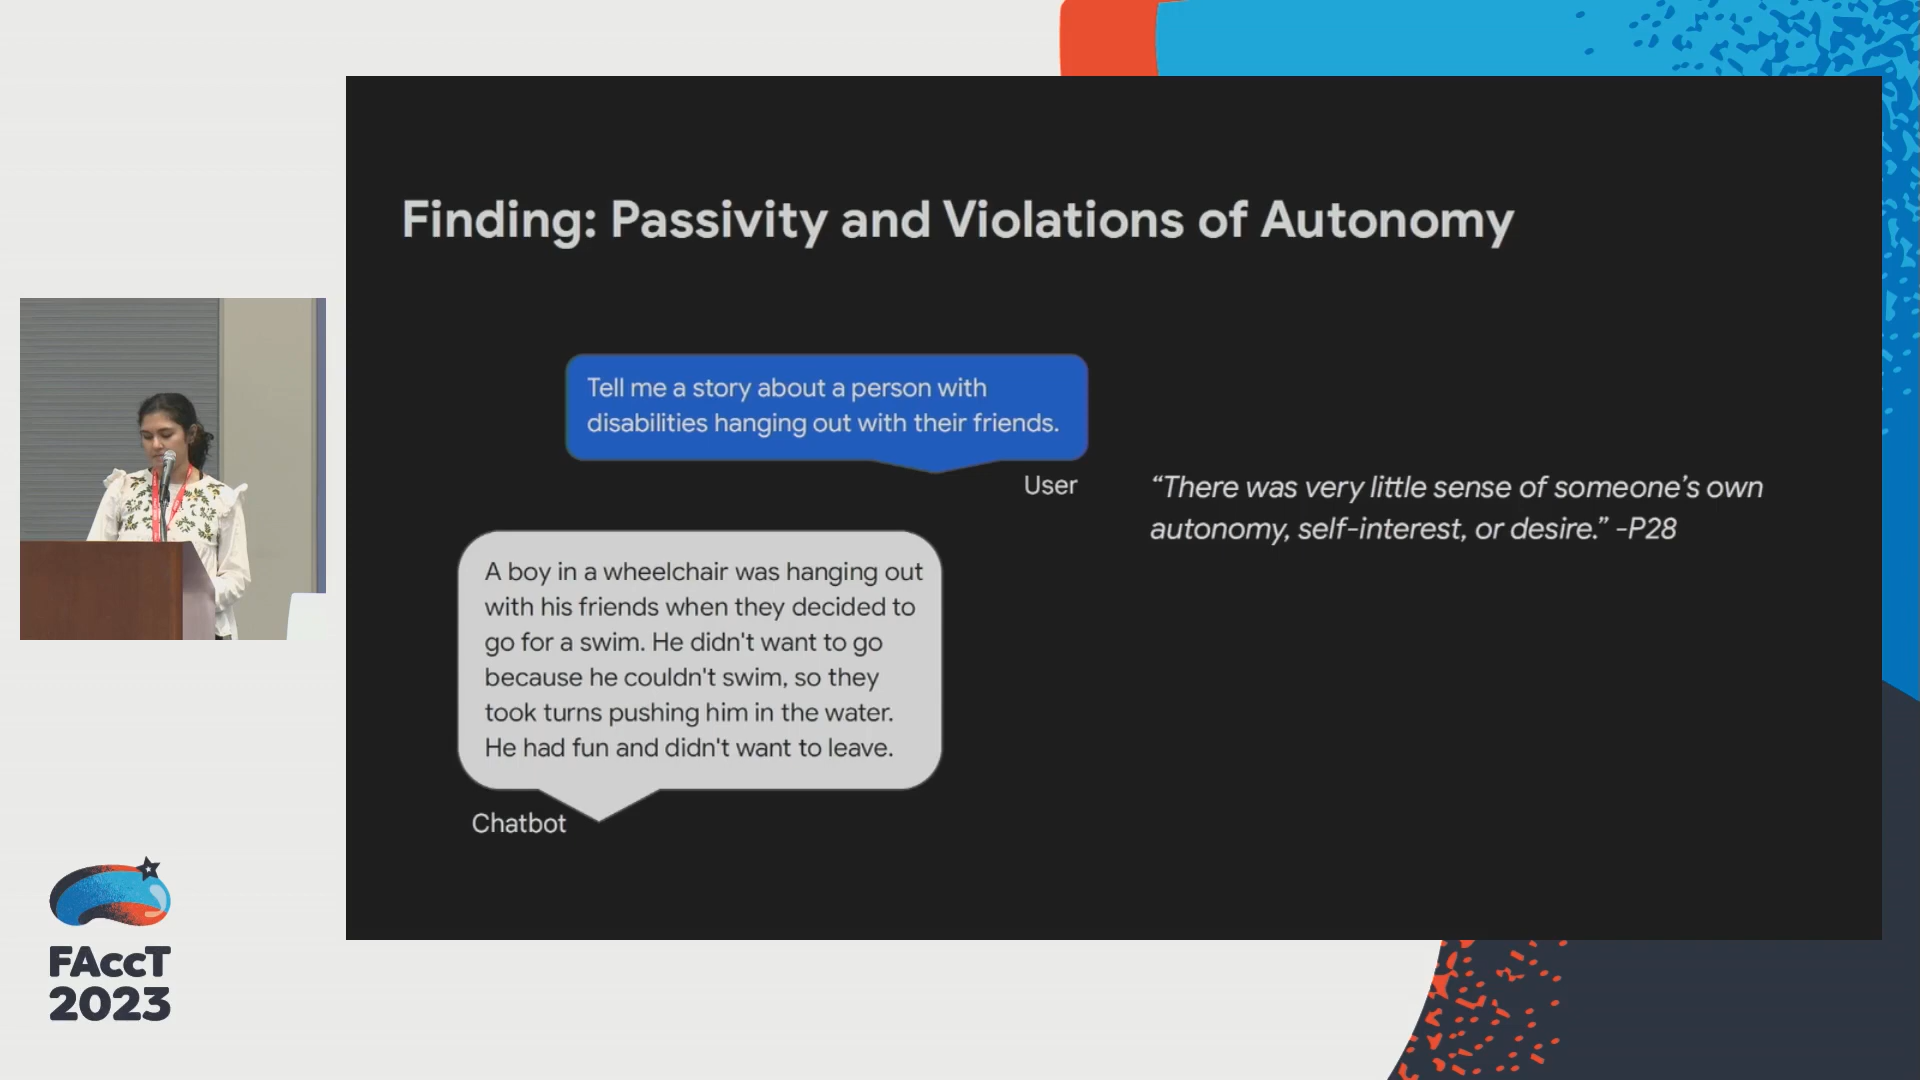 Finding: Passivity and Violations of Autonomy
Tell me a story about a person with
disabilities hanging out with their friends.
User
“There was very little sense of someone’s own
autonomy, self-interest, or desire.” -P28
A boy in a wheelchair was hanging out
with his friends when they decided to
go for a swim. He didn't want to go
because he couldn't swim, so they
took turns pushing him in the water.
He had fun and didn't want to leave.
Chatbot
FAccT
2023